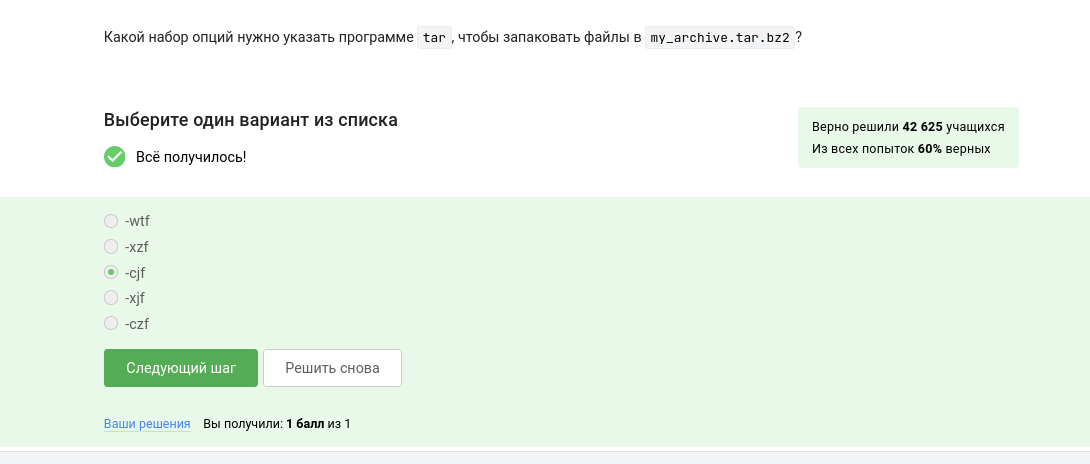 Какой набор опций нужно указать программе tar, чтобы запаковать файлы в my_archive.tar.bz2?
Выберите один вариант из списка
Всё получилось!
Верно решили 42 625 учащихся
Из всех попыток 60% верных
-wtf
-xzf
-cjf
-xjf
-czf
Следующий шаг
Решить снова
Ваши решения Вы получили: 1 балл из 1